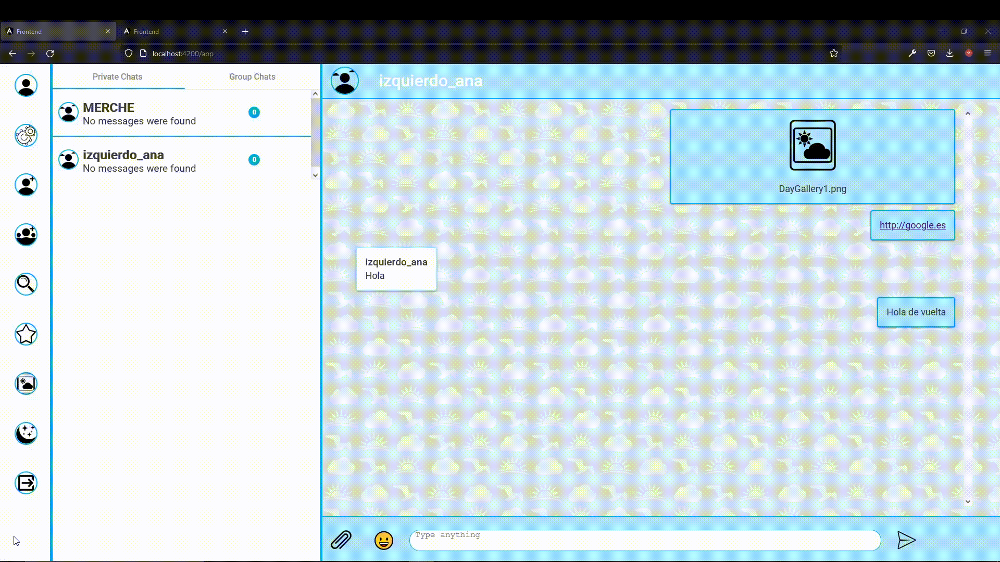 Frontend
Frontend
localhost:4200/app
Private Chats
Group Chats
MERCHE
No messages were found
0
izquierdo_ana
No messages were found
0
izquierdo_ana
DayGallery1.png
http://google.es
izquierdo_ana
Hola
Hola de vuelta
Type anything